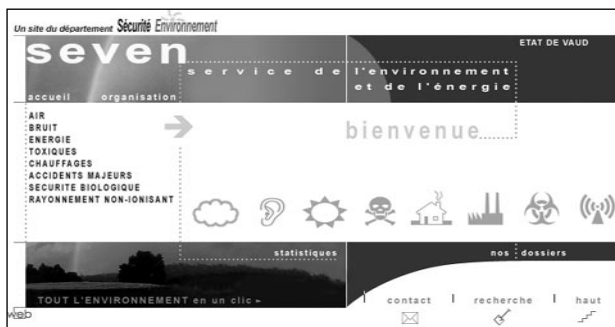 Un site du département Sécurité Environnement
seven
ETAT DE VAUD
service de l'environnement
et de l'énergie
accueil organisation
AIR
BRUIT
ENERGIE
TOXIQUES
CHAUFFAGES
ACCIDENTS MAJEURS
SECURITE BIOLOGIQUE
RAYONNEMENT NON-IONISANT
bienvenue
statistiques
nos dossiers
TOUT L'ENVIRONNEMENT en un clic
contact
recherche
haut
web